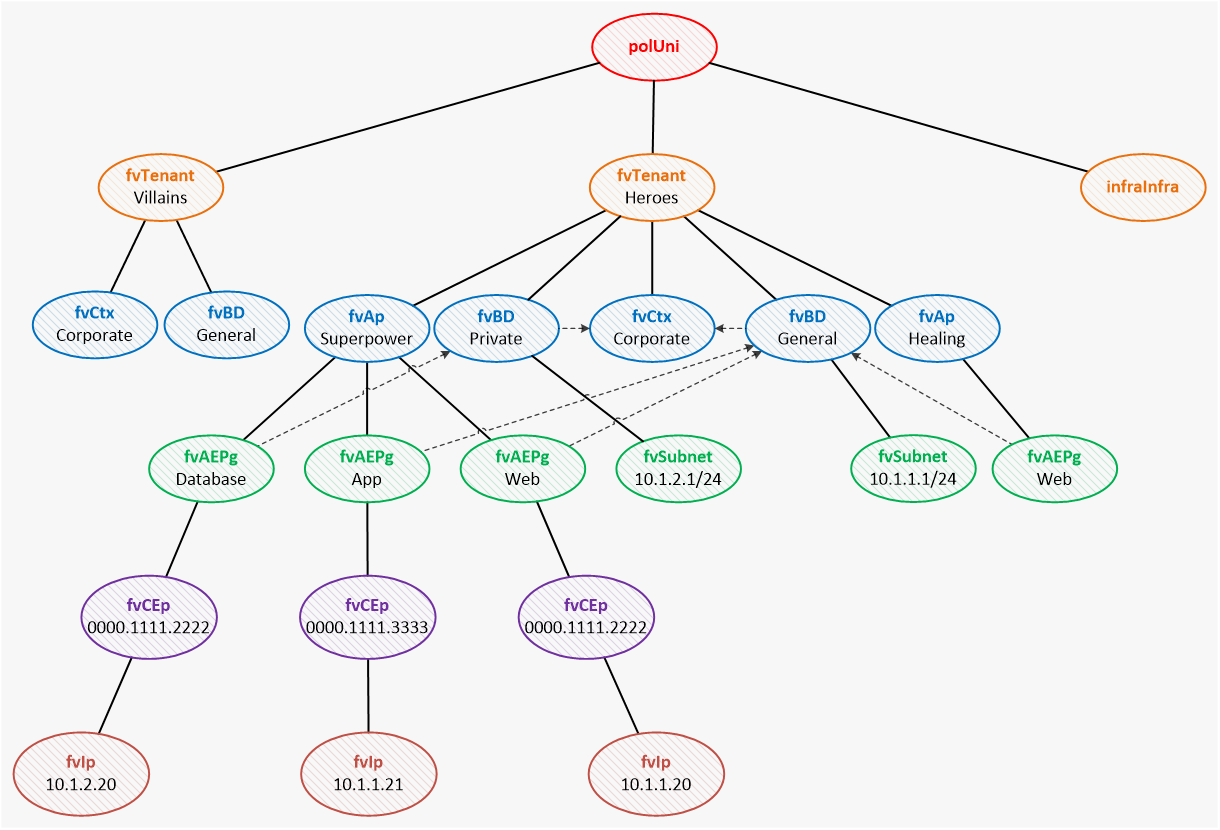 polUni
fvTenant
Villains
fvTenant
Heroes
infraInfra
fvCtx
Corporate
fvBD
General
fvAp
Superpower
fvBD
Private
fvCtx
Corporate
fvBD
General
fvAp
Healing
fvAEPg
Database
fvAEPg
App
fvAEPg
Web
fvSubnet
10.1.2.1/24
fvSubnet
10.1.1.1/24
fvAEPg
Web
fvCEp
0000.1111.2222
fvCEp
0000.1111.3333
fvCEp
0000.1111.2222
fvIp
10.1.2.20
fvIp
10.1.1.21
fvIp
10.1.1.20